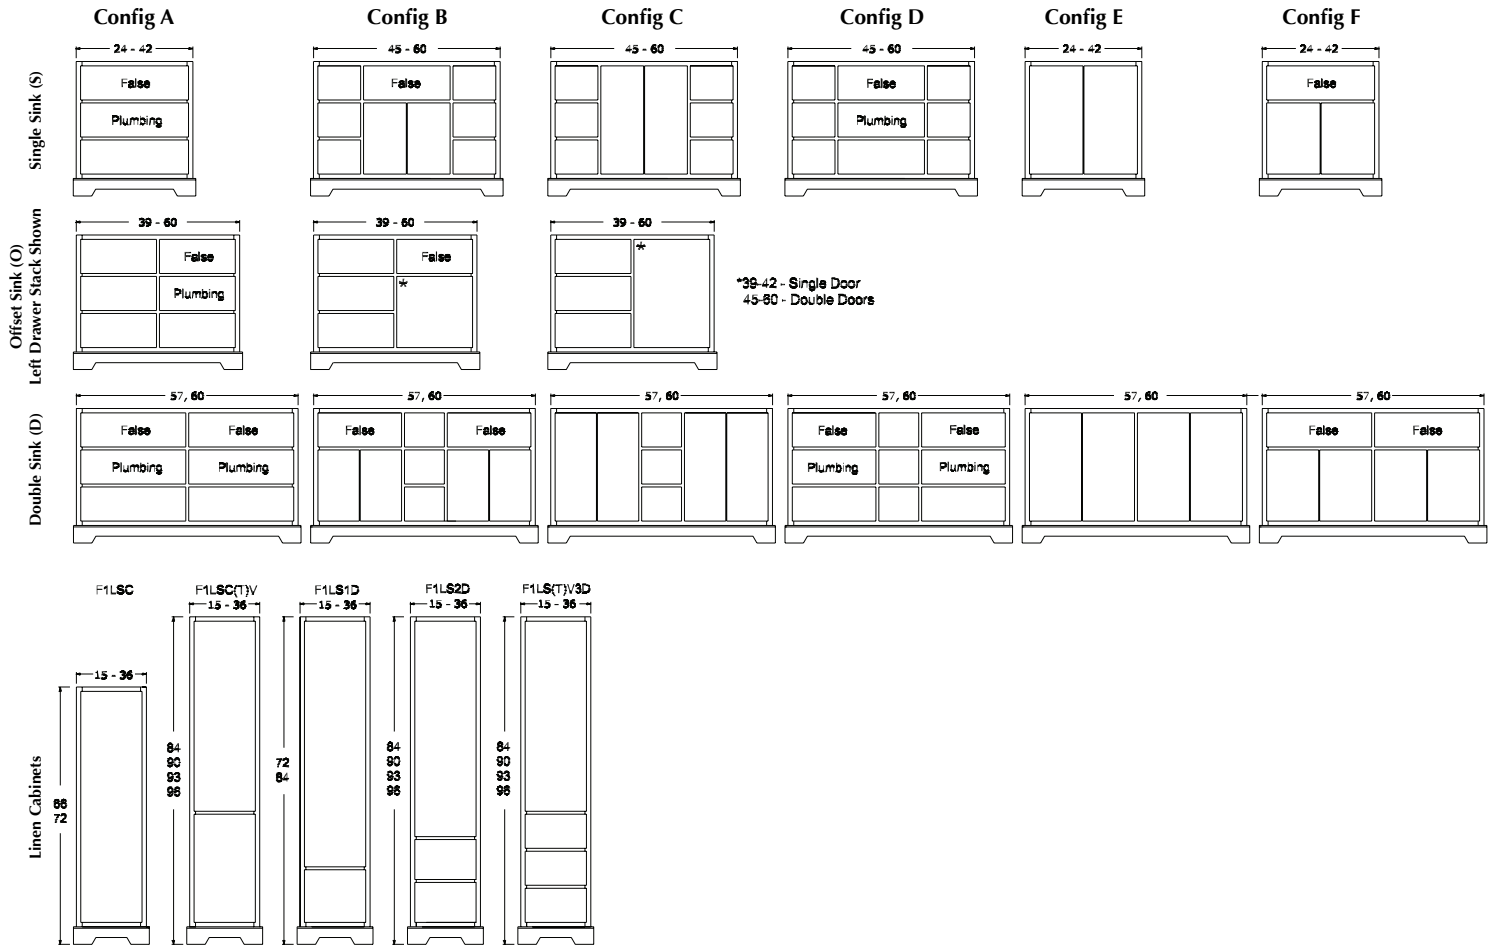 Config A
Config B
Config C
Config D
Config E
Config F
Single Sink (S)
24 - 42
False
Plumbing
45 - 60
False
45 - 60
45 - 60
False
Plumbing
24 - 42
24 - 42
False
Offset Sink (O)
Left Drawer Stack Shown
39 - 60
False
Plumbing
39 - 60
False
*
39 - 60
*
*39-42 - Single Door
45-60 - Double Doors
Double Sink (D)
57, 60
False False
Plumbing Plumbing
57, 60
False False
57, 60
57, 60
False False
Plumbing Plumbing
57, 60
57, 60
False False
Linen Cabinets
F1LSC
15 - 36
66
72
F1LSC(T)V
15 - 36
84
90
93
96
F1LS1D
15 - 36
72
84
F1LS2D
15 - 36
84
90
93
96
F1LS(T)V3D
15 - 36
84
90
93
96